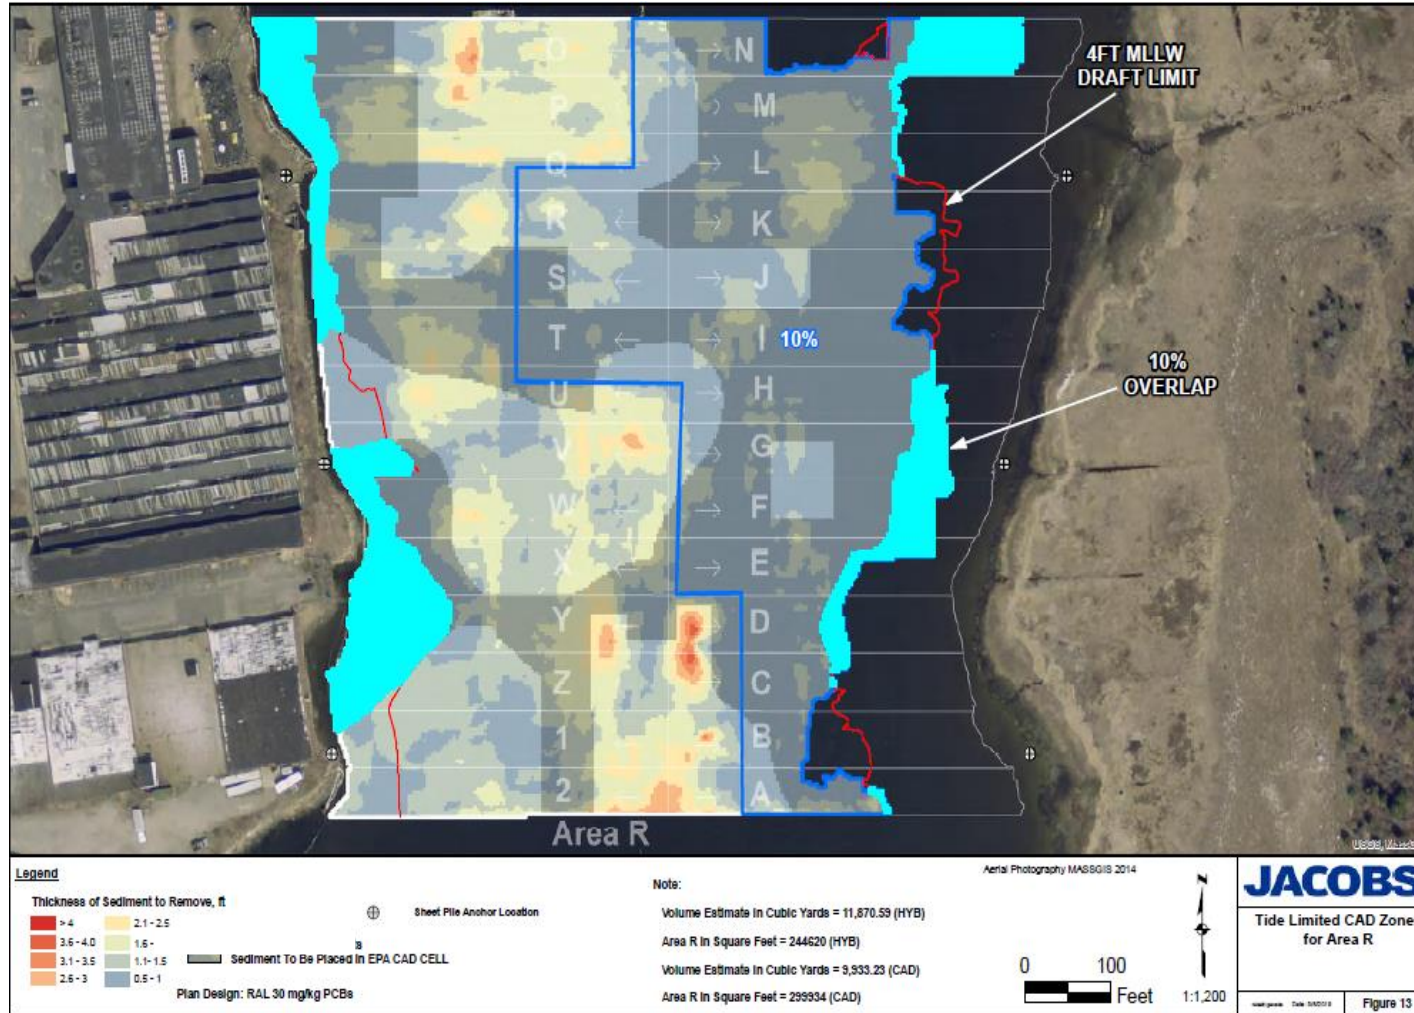 O N
4FT MLLW
DRAFT LIMIT
P M
Q L
R K
S J
T I 10%
10%
OVERLAP
U H
V G
W F
X E
Y D
Z C
1 B
2 A
Area R
Legend
Thickness of Sediment to Remove, ft
> 4
3.6 - 4.0
3.1 - 3.5
2.6 - 3
2.1 - 2.5
1.6 -
1.1 - 1.5
0.5 - 1
Sheet Pile Anchor Location
Sediment To Be Placed in EPA CAD CELL
Plan Design: RAL 30 mg/kg PCBs
Note:
Volume Estimate in Cubic Yards = 11,870.59 (HYB)
Area R in Square Feet = 244620 (HYB)
Volume Estimate in Cubic Yards = 9,933.23 (CAD)
Area R in Square Feet = 299934 (CAD)
Aerial Photography MASSGIS 2014
N
0 100
Feet
1:1,200
JACOBS
Tide Limited CAD Zone
for Area R
Figure 13